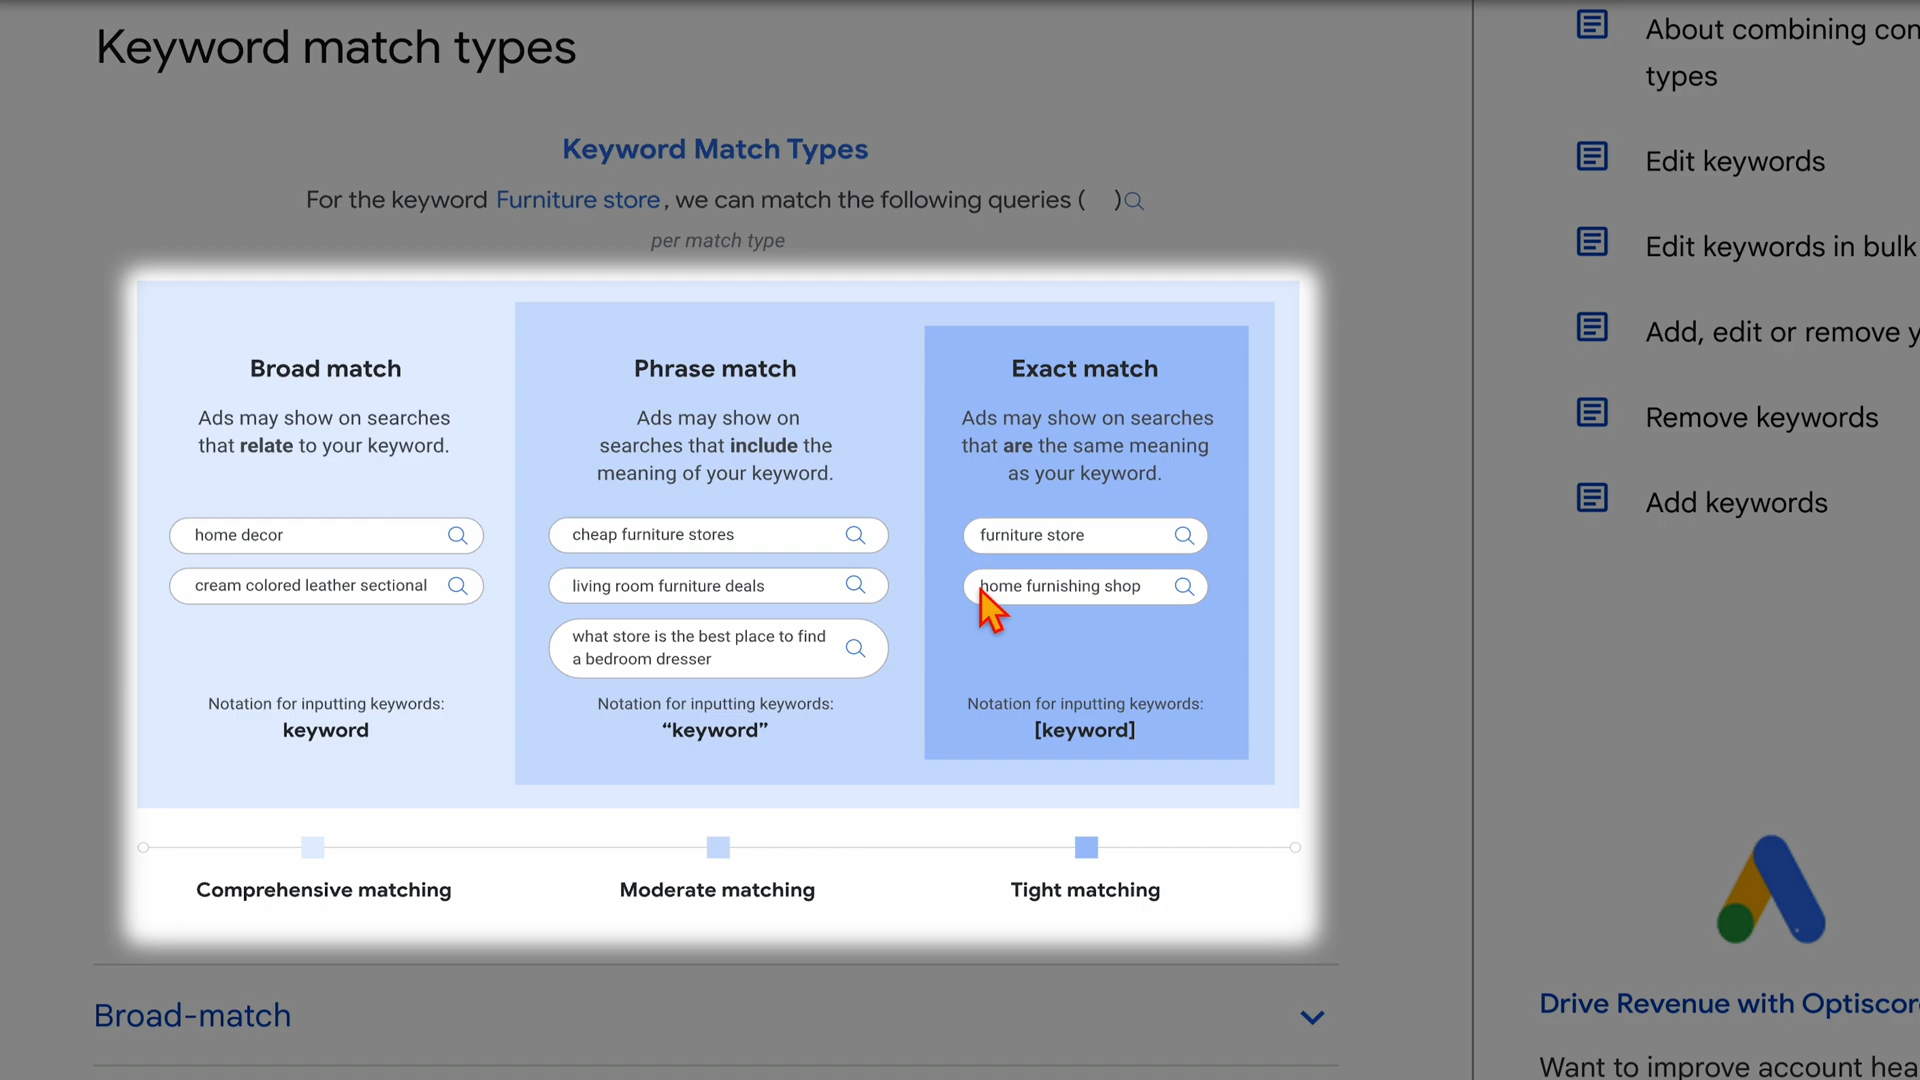 Keyword match types
Keyword Match Types
For the keyword Furniture store, we can match the following queries ( )
per match type
Broad match
Ads may show on searches
that relate to your keyword.
home decor
cream colored leather sectional
Notation for inputting keywords:
keyword
Phrase match
Ads may show on
searches that include the
meaning of your keyword.
cheap furniture stores
living room furniture deals
what store is the best place to find
a bedroom dresser
Notation for inputting keywords:
“keyword”
Exact match
Ads may show on searches
that are the same meaning
as your keyword.
furniture store
home furnishing shop
Notation for inputting keywords:
[keyword]
Comprehensive matching
Moderate matching
Tight matching
Broad-match
About combining con
types
Edit keywords
Edit keywords in bulk
Add, edit or remove y
Remove keywords
Add keywords
Drive Revenue with Optiscor
Want to improve account hea